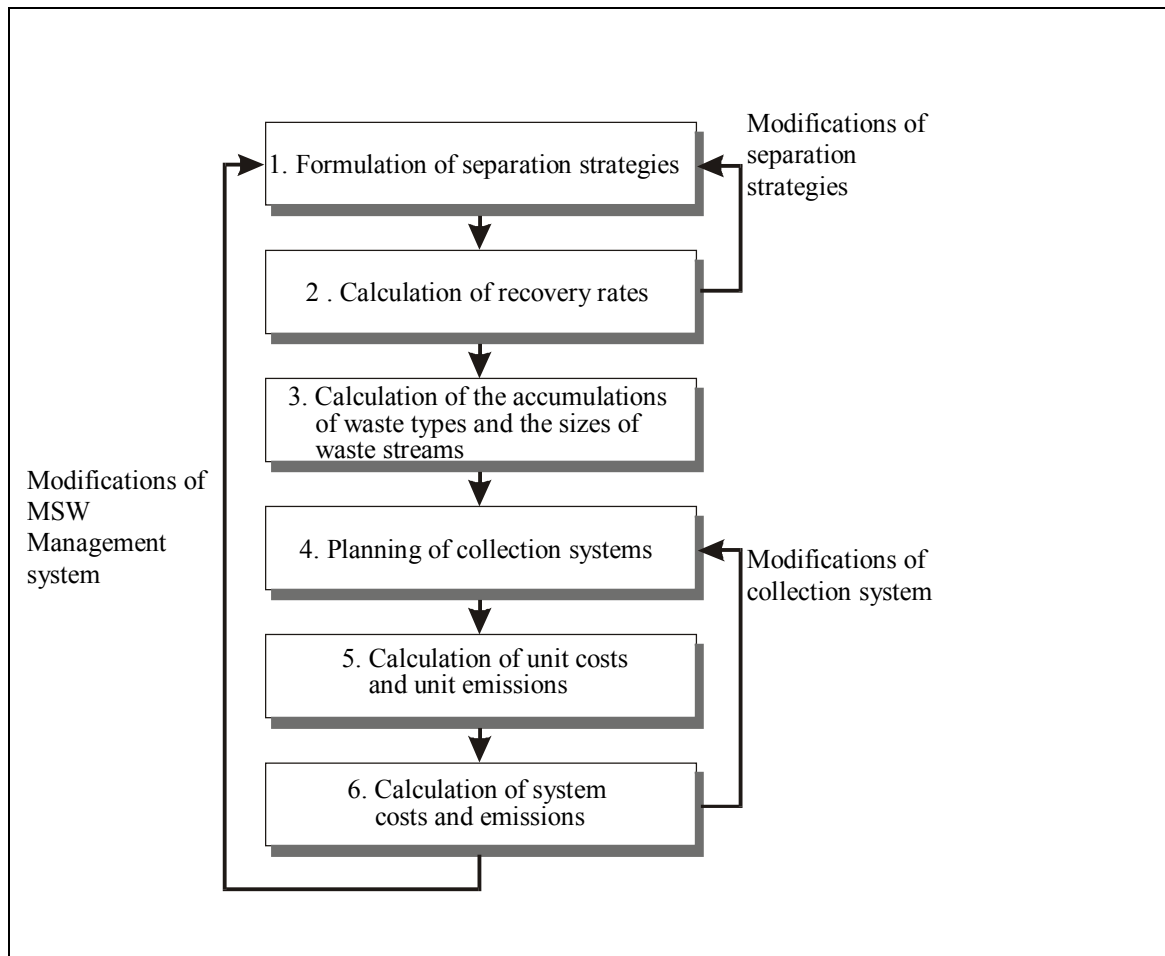 Modifications of
separation
strategies
1. Formulation of separation strategies
2 . Calculation of recovery rates
3. Calculation of the accumulations
of waste types and the sizes of
waste streams
Modifications of
MSW
Management
system
4. Planning of collection systems
Modifications of
collection system
5. Calculation of unit costs
and unit emissions
6. Calculation of system
costs and emissions